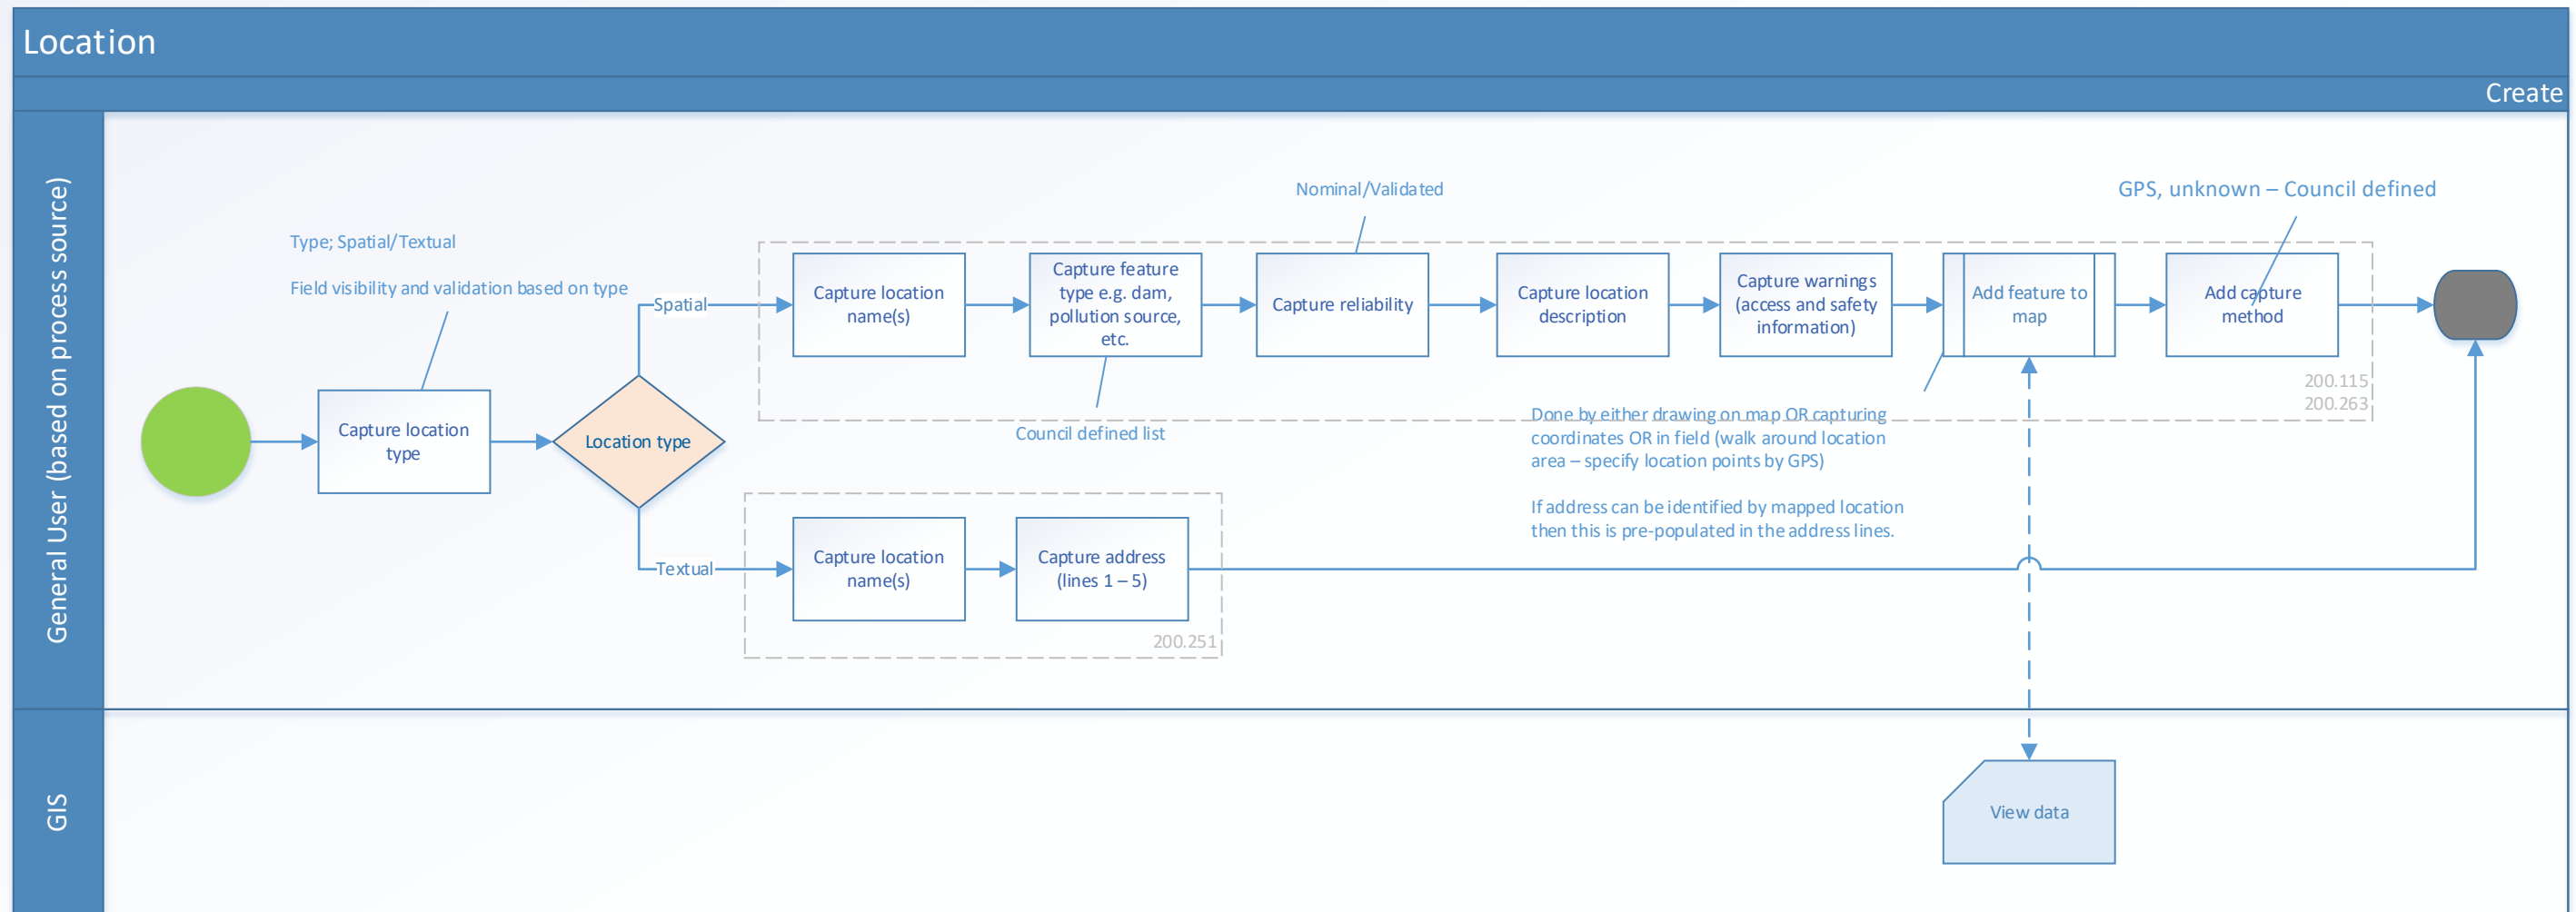 Location
Create
General User (based on process source)
Type; Spatial/Textual
Field visibility and validation based on type
Capture location
type
Location type
Spatial
Capture location
name(s)
Capture feature
type e.g. dam,
pollution source,
etc.
Council defined list
Nominal/Validated
Capture reliability
Capture location
description
Capture warnings
(access and safety
information)
Add feature to
map
Done by either drawing on map OR capturing
coordinates OR in field (walk around location
area – specify location points by GPS)
If address can be identified by mapped location
then this is pre-populated in the address lines.
GPS, unknown – Council defined
Add capture
method
200.115
200.263
Textual
Capture location
name(s)
Capture address
(lines 1 – 5)
200.251
GIS
View data